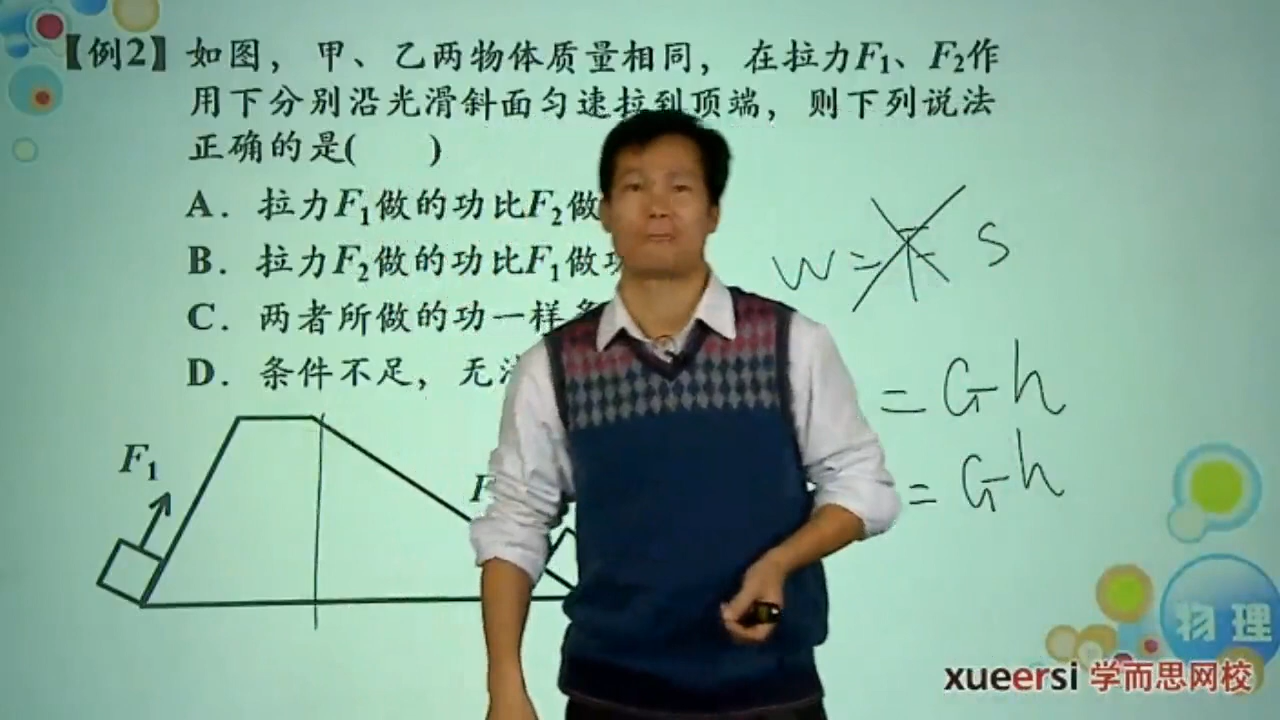 【例2】如图，甲、乙两物体质量相同，在拉力F₁、F₂作
用下分别沿光滑斜面匀速拉到顶端，则下列说法
正确的是(　　)
A．拉力F₁做的功比F₂做
B．拉力F₂做的功比F₁做功
C．两者所做的功一样多
D．条件不足，无法
W= F S
= Gh
= Gh
F₁
F
物理
xueersi 学而思网校